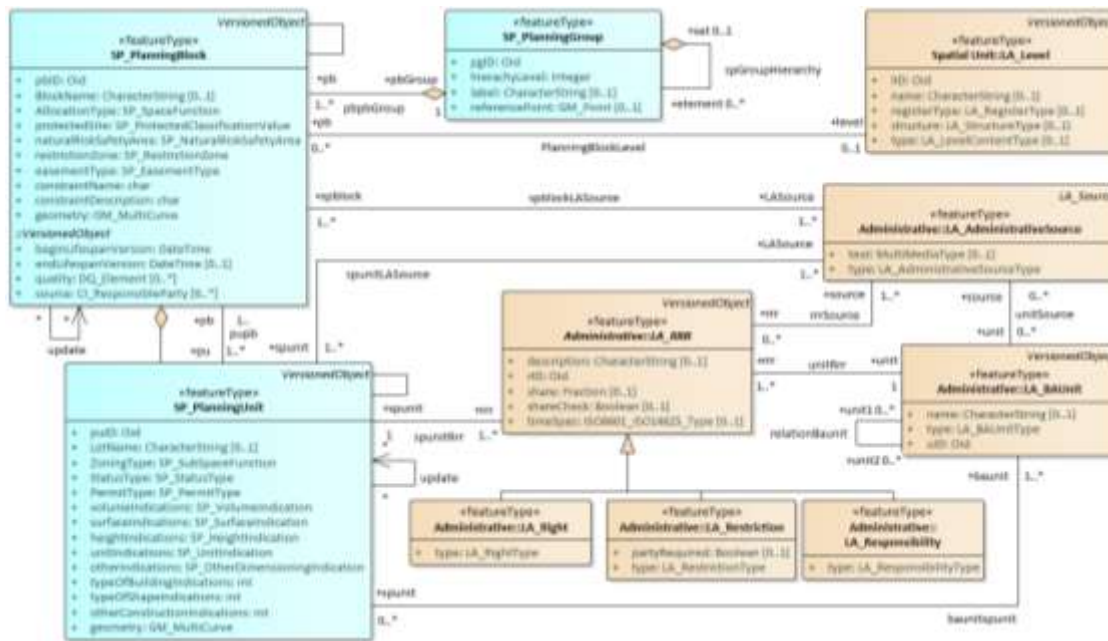 VersionedObject
«featureType»
SP_PlanningBlock
+ pbID: Oid
+ BlockName: CharacterString [0..1]
+ AllocationType: SP_SpaceFunction
+ protectedSite: SP_ProtectedClassificationValue
+ naturalRiskSafetyArea: SP_NaturalRiskSafetyArea
+ restrictionZone: SP_RestrictionZone
+ easementType: SP_EasementType
+ constraintName: char
+ constraintDescription: char
+ geometry: GM_MultiCurve
::VersionedObject
+ beginLifespanVersion: DateTime
+ endLifespanVersion: DateTime [0..1]
+ quality: DQ_Element [0..*]
+ source: CI_ResponsibleParty [0..*]
«featureType»
SP_PlanningGroup
+ pgID: Oid
+ hierachyLevel: Integer
+ label: CharacterString [0..1]
+ referencePoint: GM_Point [0..1]
+set 0..1
spGroupHierarchy
+element 0..*
+pb
+pbGroup
1..*
pbpbGroup
1
+pb
+level
0..*
PlanningBlockLevel
0..1
VersionedObject
«featureType»
Spatial Unit::LA_Level
+ lID: Oid
+ name: CharacterString [0..1]
+ registerType: LA_RegisterType [0..1]
+ structure: LA_StructureType [0..1]
+ type: LA_LevelContentType [0..1]
+spblock
spblockLASource
+LASource
1..*
1..*
LA_Source
«featureType»
Administrative::LA_AdministrativeSource
+ text: MultiMediaType [0..1]
+ type: LA_AdministrativeSourceType
+LASource
spunitLASource
1..*
+source
1..*
+rrr
rrrSource
0..*
+source
0..*
unitSource
+unit
0..*
VersionedObject
«featureType»
Administrative::LA_RRR
+ description: CharacterString [0..1]
+ rID: Oid
+ share: Fraction [0..1]
+ shareCheck: Boolean [0..1]
+ timeSpec: ISO8601_ISO14825_Type [0..1]
+rrr
unitRrr
+unit
1..*
1
VersionedObject
«featureType»
Administrative::LA_BAUnit
+ name: CharacterString [0..1]
+ type: LA_BAUnitType
+ uID: Oid
+unit1 0..*
relationBaunit
+unit2 0..*
* *
update
+pb
1..
pupb
+pu
1..*
+spunit
1..*
VersionedObject
«featureType»
SP_PlanningUnit
+ puID: Oid
+ LotName: CharacterString [0..1]
+ ZoningType: SP_SubSpaceFunction
+ StatusType: SP_StatusType
+ PermitType: SP_PermitType
+ volumeIndications: SP_VolumeIndication
+ surfaceIndications: SP_SurfaceIndication
+ heightIndications: SP_HeightIndication
+ unitIndications: SP_UnitIndication
+ otherIndications: SP_OtherDimensioningIndication
+ typeOfBuildingIndications: int
+ typeOfShapeIndications: int
+ otherConstructionIndications: int
+ geometry: GM_MultiCurve
+spunit
+rrr
1
spunitRrr
1..*
*
update
*
«featureType»
Administrative::LA_Right
+ type: LA_RightType
«featureType»
Administrative::LA_Restriction
+ partyRequired: Boolean [0..1]
+ type: LA_RestrictionType
«featureType»
Administrative::
LA_Responsibility
+ type: LA_ResponsibilityType
+baunit
1..*
+spunit
0..*
baunitspunit